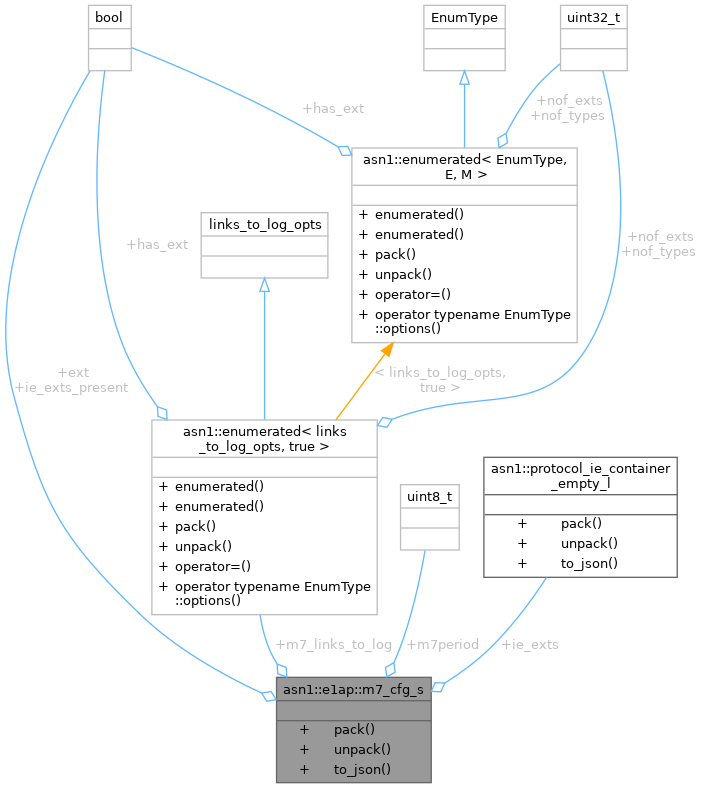 bool
EnumType
uint32_t
+nof_exts
+nof_types
+has_ext
asn1::enumerated< EnumType,
E, M >
+ enumerated()
+ enumerated()
+ pack()
+ unpack()
+ operator=()
+ operator typename EnumType
::options()
links_to_log_opts
+has_ext
+nof_exts
+nof_types
+ext
+ie_exts_present
< links_to_log_opts,
true >
asn1::enumerated< links
_to_log_opts, true >
+ enumerated()
+ enumerated()
+ pack()
+ unpack()
+ operator=()
+ operator typename EnumType
::options()
uint8_t
asn1::protocol_ie_container
_empty_l
+ pack()
+ unpack()
+ to_json()
+m7_links_to_log
+m7period
+ie_exts
asn1::e1ap::m7_cfg_s
+ pack()
+ unpack()
+ to_json()